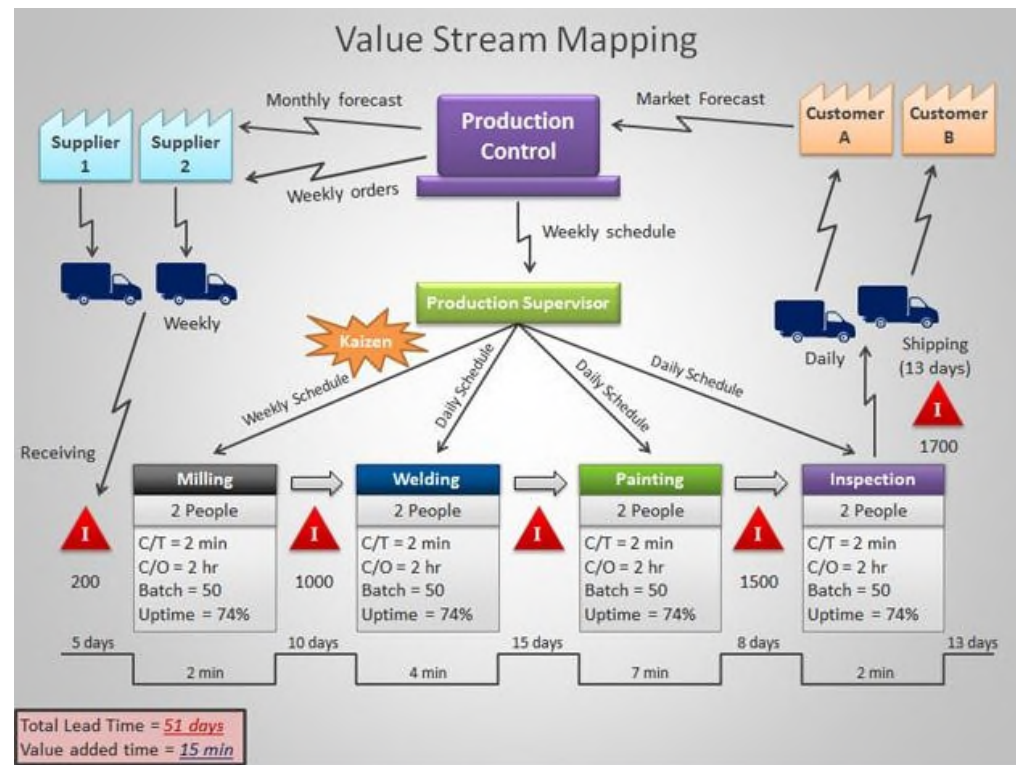 Value Stream Mapping
Monthly forecast
Market Forecast
Supplier
1
Supplier
2
Production
Control
Customer
A
Customer
B
Weekly orders
Weekly schedule
Production Supervisor
Weekly
Kaizen
Daily
Shipping
(13 days)
Weekly Schedule
Daily Schedule
Daily Schedule
Daily Schedule
I
1700
Receiving
Milling
2 People
C/T = 2 min
C/O = 2 hr
Batch = 50
Uptime = 74%
Welding
2 People
C/T = 2 min
C/O = 2 hr
Batch = 50
Uptime = 74%
Painting
2 People
C/T = 2 min
C/O = 2 hr
Batch = 50
Uptime = 74%
Inspection
2 People
C/T = 2 min
C/O = 2 hr
Batch = 50
Uptime = 74%
I
200
I
1000
I
I
1500
5 days
10 days
15 days
8 days
13 days
2 min
4 min
7 min
2 min
Total Lead Time = 51 days
Value added time = 15 min